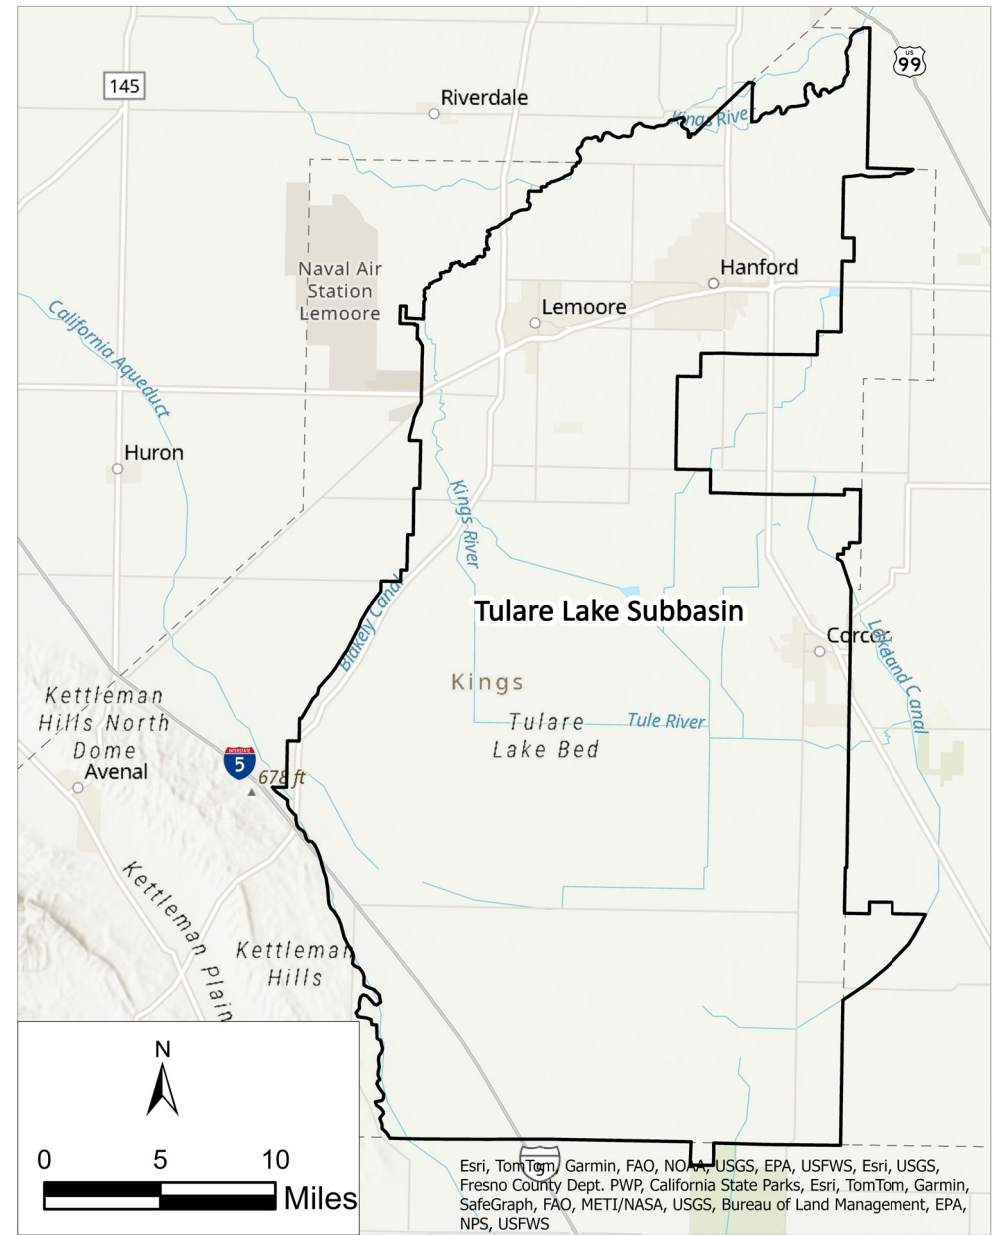 US
99
145
Riverdale
Kings River
Naval Air
Station
Lemoore
Hanford
Lemoore
California Aqueduct
Huron
Kings River
Tulare Lake Subbasin
Blakely Canal
Corcor
Lakeland Canal
Kings
Kettleman
Hills North
Dome
Tulare
Lake Bed
Tule River
INTERSTATE
5
678 ft
Avenal
Kettleman Plain
Kettleman
Hills
N
0 5 10
Miles
5
Esri, TomTom, Garmin, FAO, NOAA, USGS, EPA, USFWS, Esri, USGS,
Fresno County Dept. PWP, California State Parks, Esri, TomTom, Garmin,
SafeGraph, FAO, METI/NASA, USGS, Bureau of Land Management, EPA,
NPS, USFWS